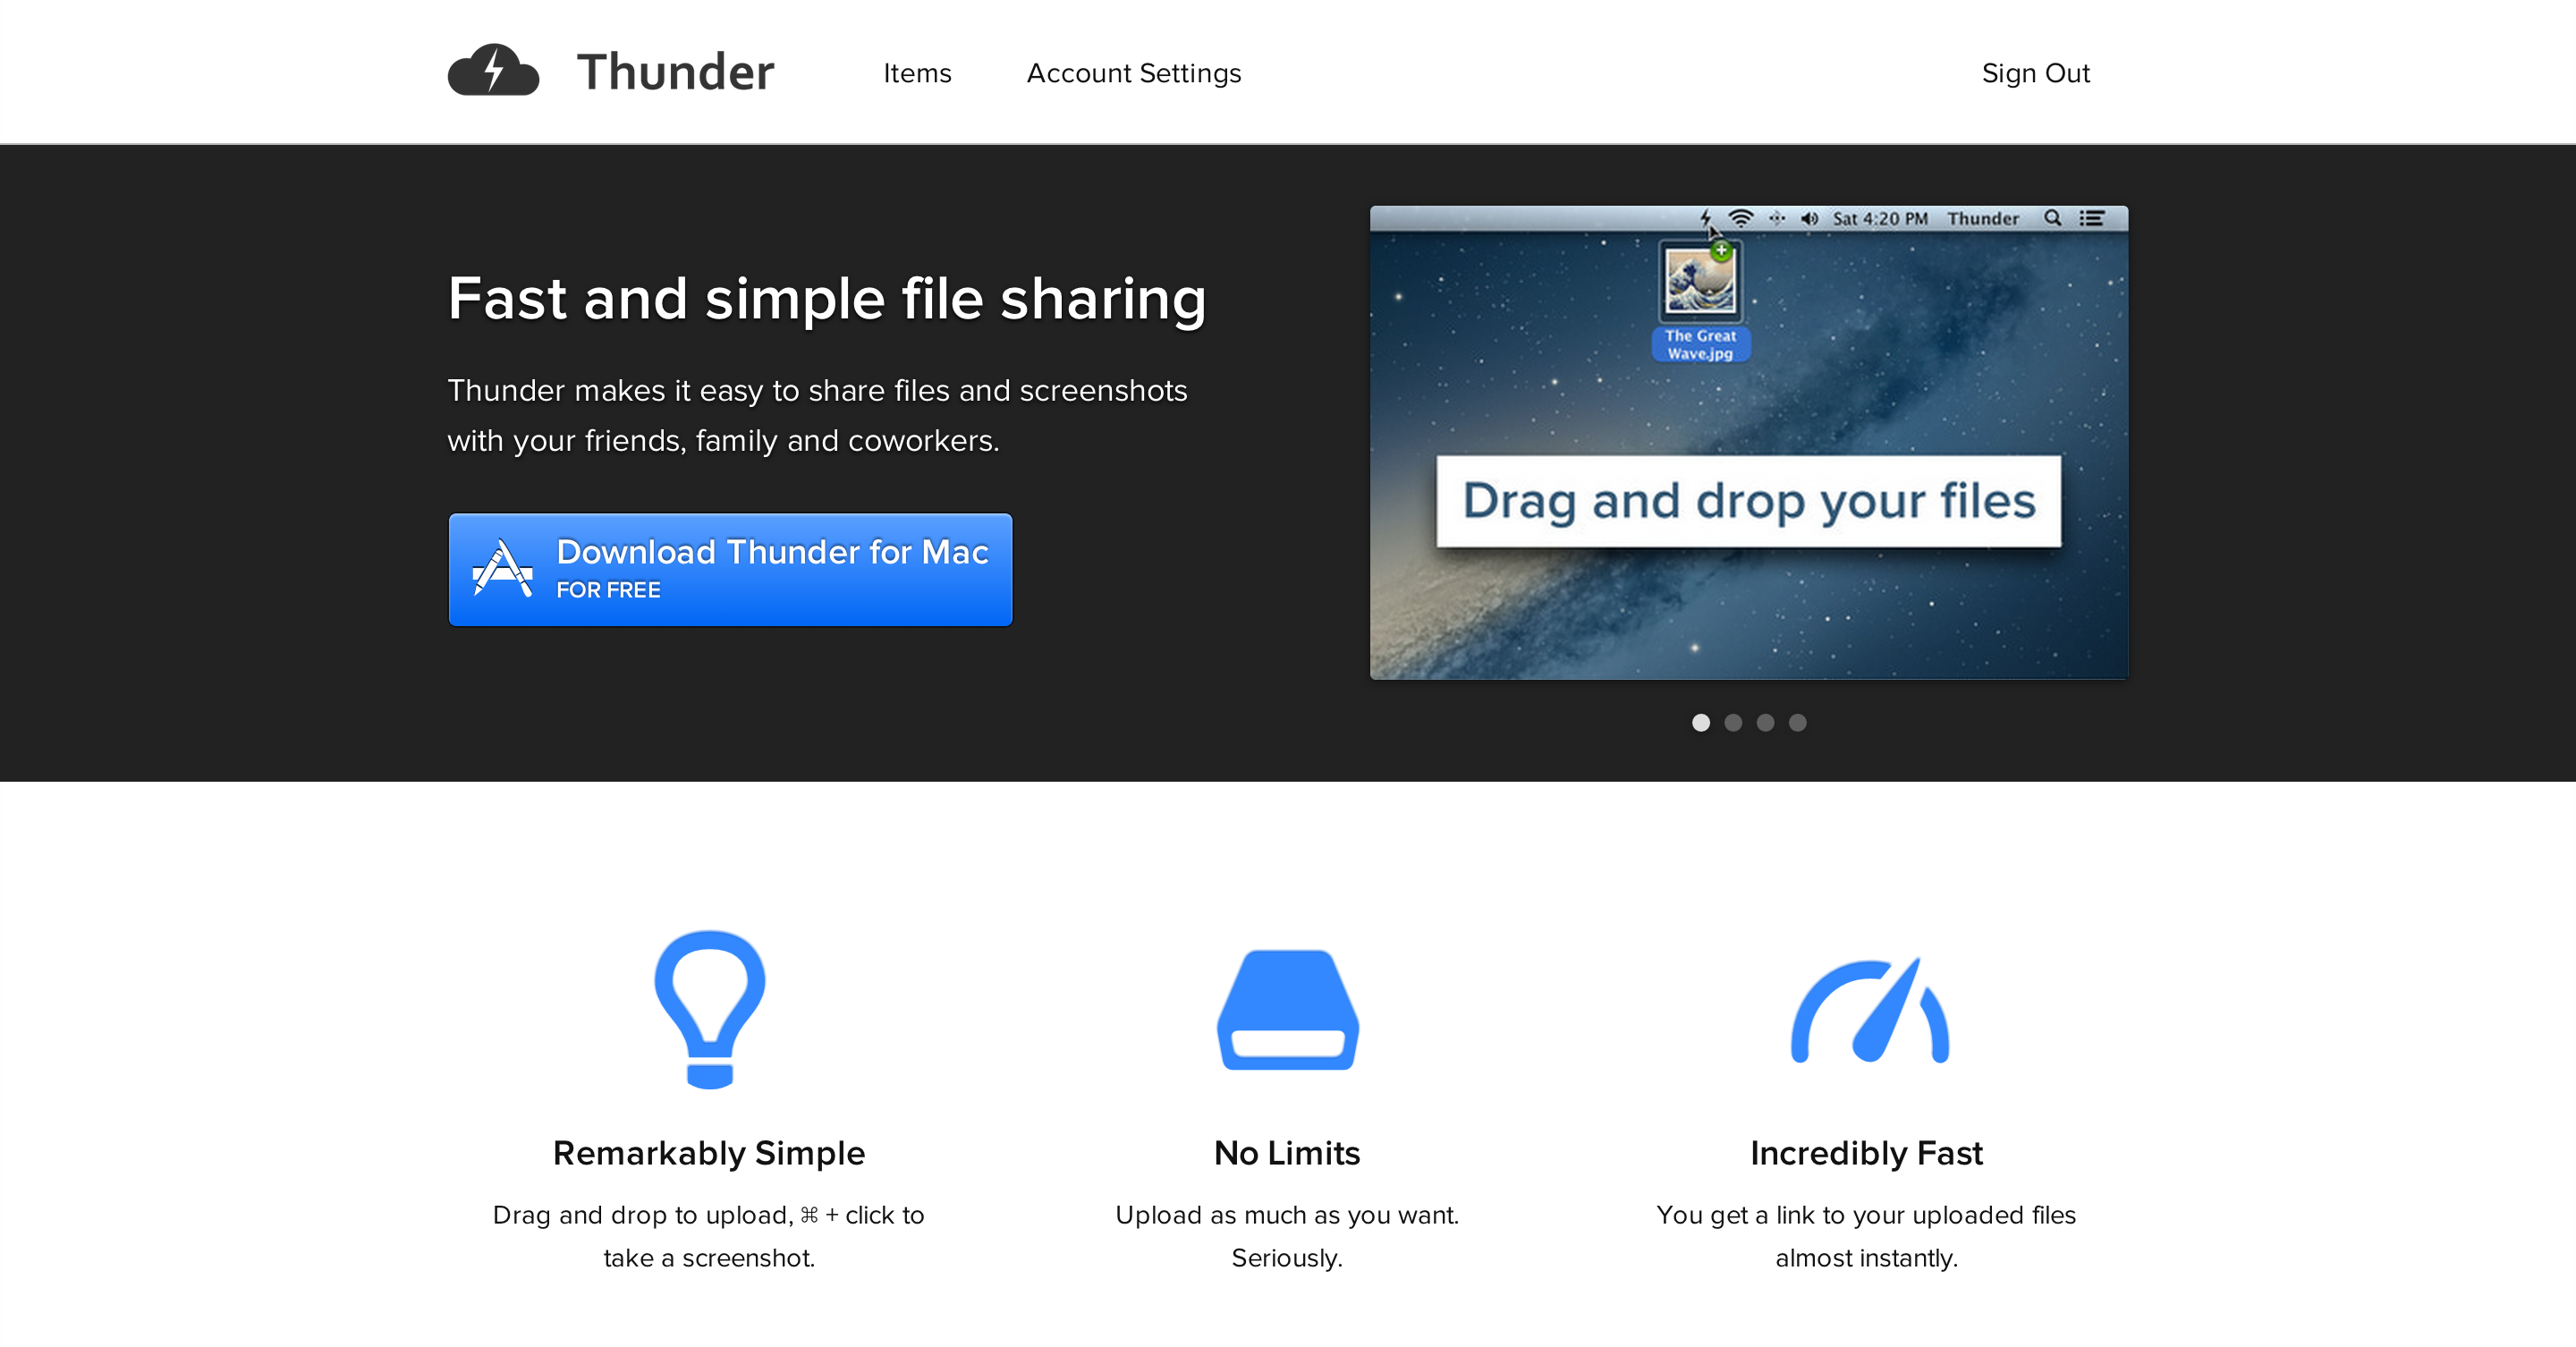 Thunder
Items
Account Settings
Sign Out
Fast and simple file sharing
Thunder makes it easy to share files and screenshots
with your friends, family and coworkers.
Download Thunder for Mac
FOR FREE
Sat 4:20 PM Thunder
The Great
Wave.jpg
Drag and drop your files
Remarkably Simple
Drag and drop to upload, ⌘ + click to
take a screenshot.
No Limits
Upload as much as you want.
Seriously.
Incredibly Fast
You get a link to your uploaded files
almost instantly.